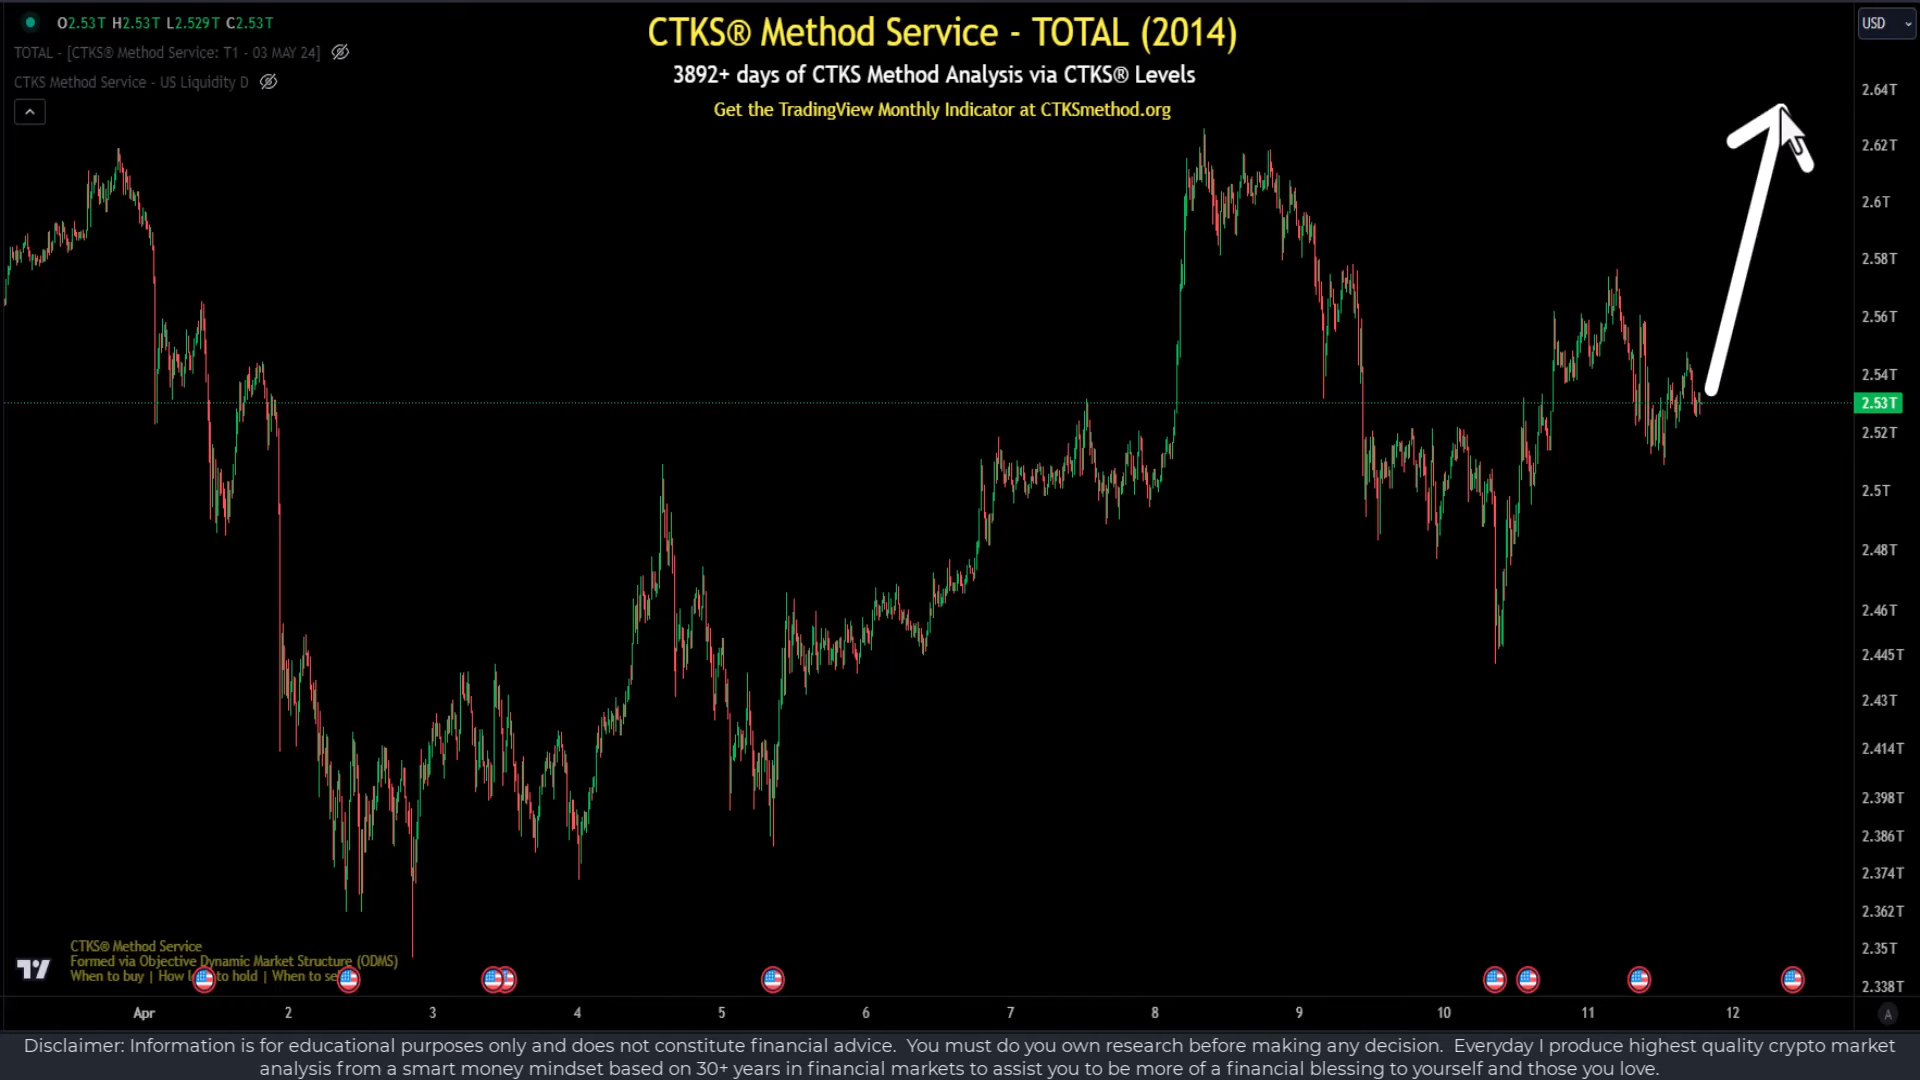 O2.53T H2.53T L2.529T C2.53T
TOTAL - [CTKS® Method Service: T1 - 03 MAY 24]
CTKS Method Service - US Liquidity D
CTKS® Method Service - TOTAL (2014)
3892+ days of CTKS Method Analysis via CTKS® Levels
Get the TradingView Monthly Indicator at CTKSmethod.org
USD
2.64T
2.62T
2.6T
2.58T
2.56T
2.54T
2.53T
2.52T
2.5T
2.48T
2.46T
2.445T
2.43T
2.414T
2.398T
2.386T
2.374T
2.362T
2.35T
2.338T
CTKS® Method Service
Formed via Objective Dynamic Market Structure (ODMS)
When to buy | How to hold | When to
Apr 2 3 4 5 6 7 8 9 10 11 12
A
Disclaimer: Information is for educational purposes only and does not constitute financial advice. You must do you own research before making any decision. Everyday I produce highest quality crypto market
analysis from a smart money mindset based on 30+ years in financial markets to assist you to be more of a financial blessing to yourself and those you love.